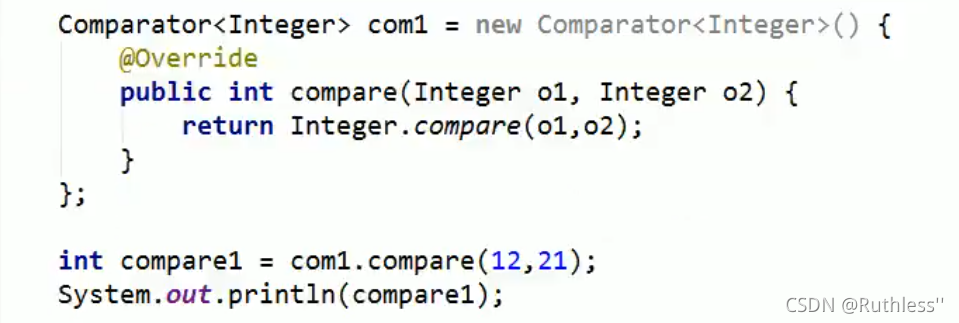 Comparator<Integer> com1 = new Comparator<Integer>() {
    @Override
    public int compare(Integer o1, Integer o2) {
        return Integer.compare(o1,o2);
    }
};

int compare1 = com1.compare(12,21);
System.out.println(compare1);
CSDN @Ruthless"